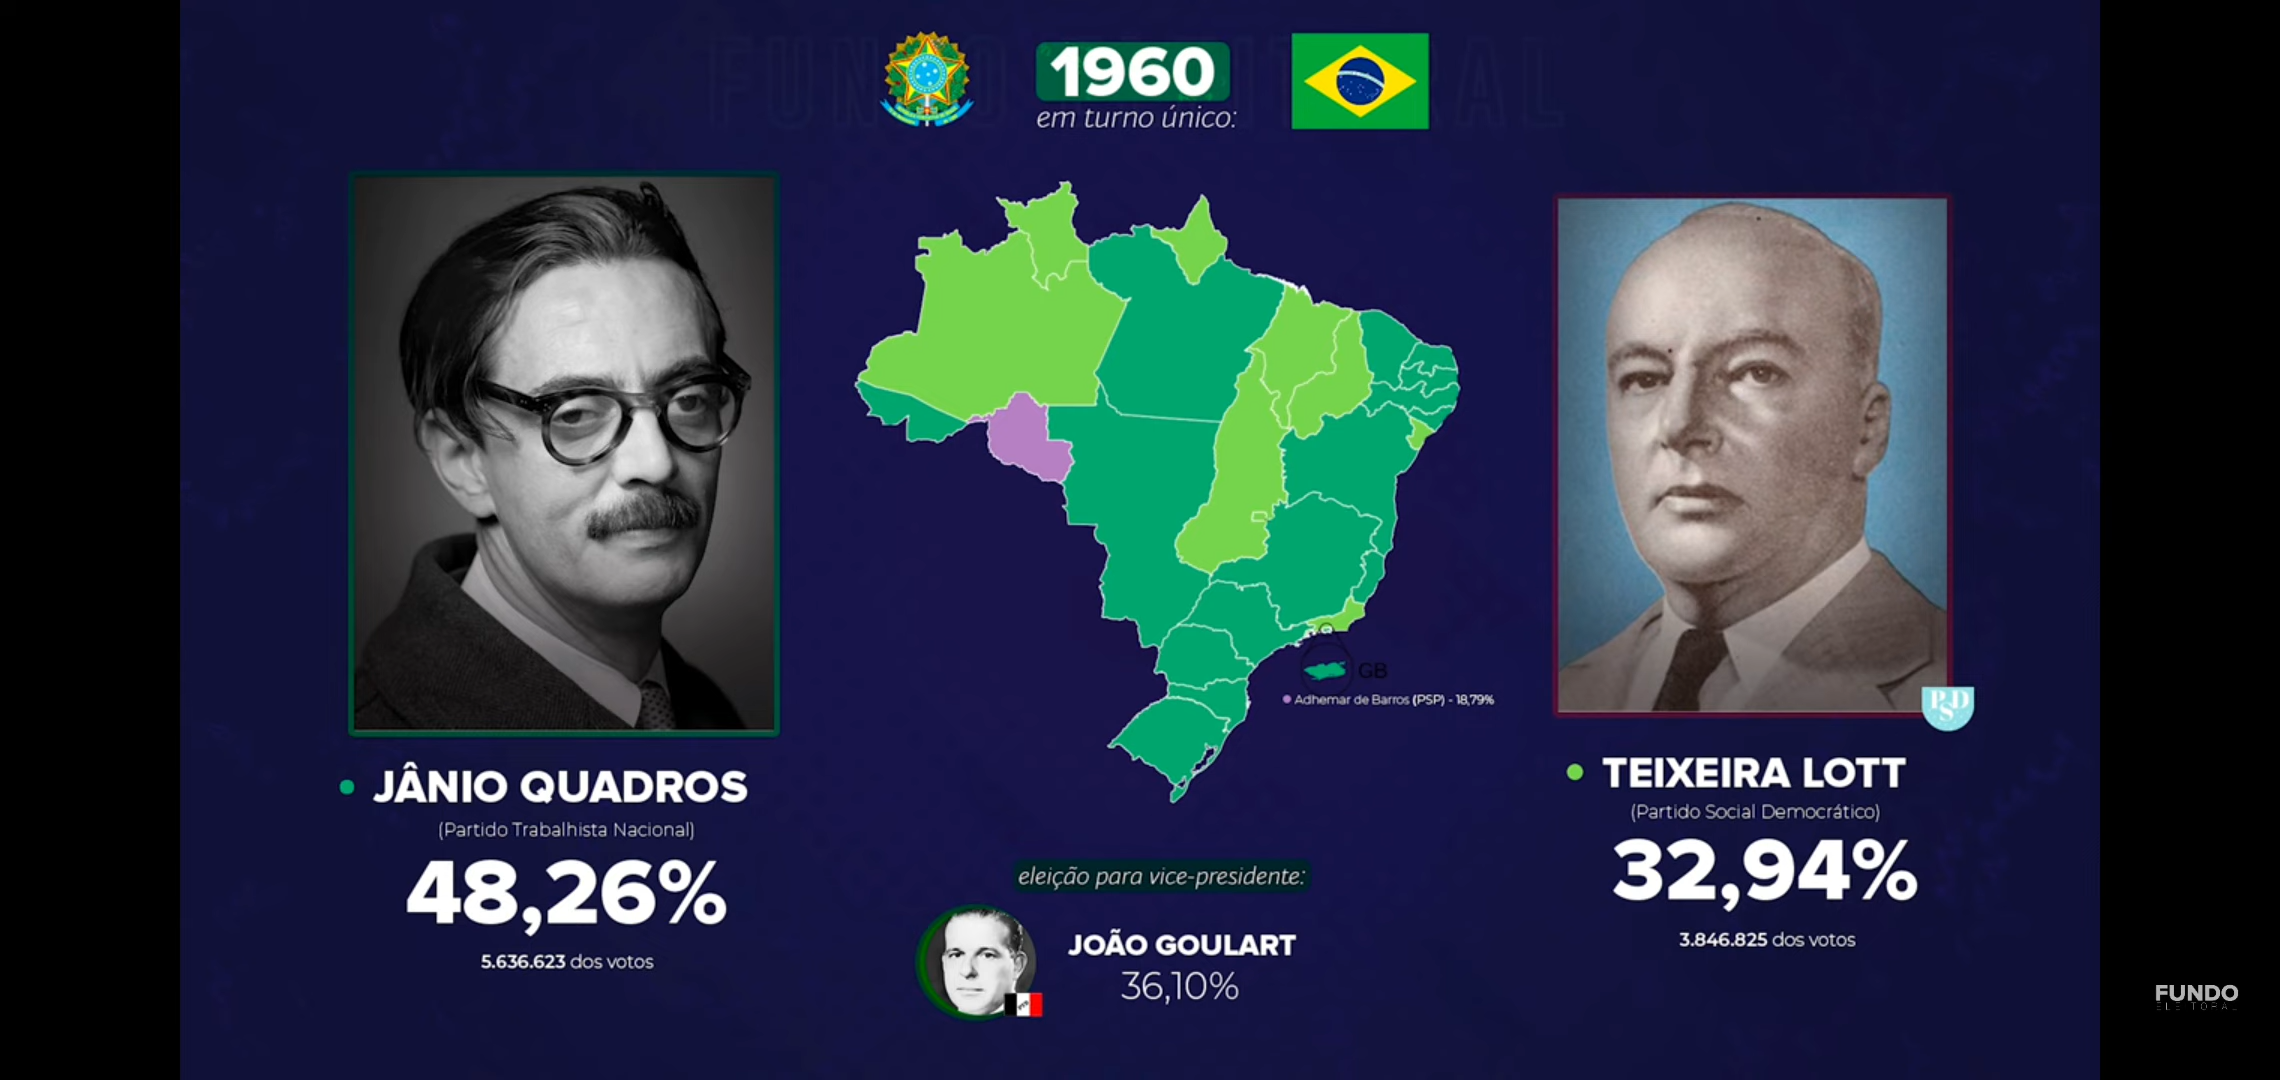 1960
em turno único:
GB
Adhemar de Barros (PSP) - 18,79%
JÂNIO QUADROS
(Partido Trabalhista Nacional)
48,26%
5.636.623 dos votos
PSD
TEIXEIRA LOTT
(Partido Social Democrático)
32,94%
3.846.825 dos votos
eleição para vice-presidente:
JOÃO GOULART
36,10%
FUNDO
ELEITORAL